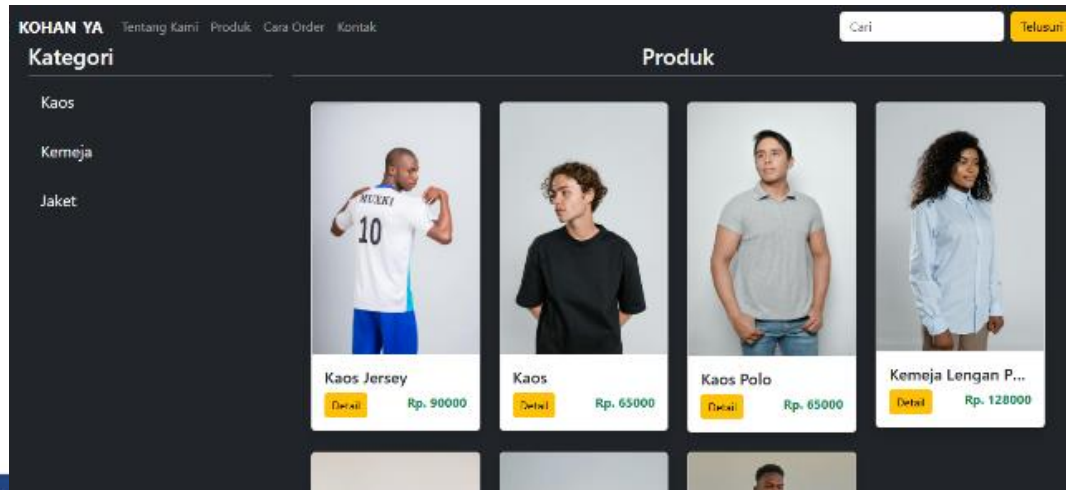 KOHAN YA Tentang Kami Produk Cara Order Kontak Cari Telusuri
Kategori
Produk
Kaos
Kemeja
Jaket
MUXKI
10
Kaos Jersey
Detail Rp. 90000
Kaos
Detail Rp. 65000
Kaos Polo
Detail Rp. 65000
Kemeja Lengan P...
Detail Rp. 128000